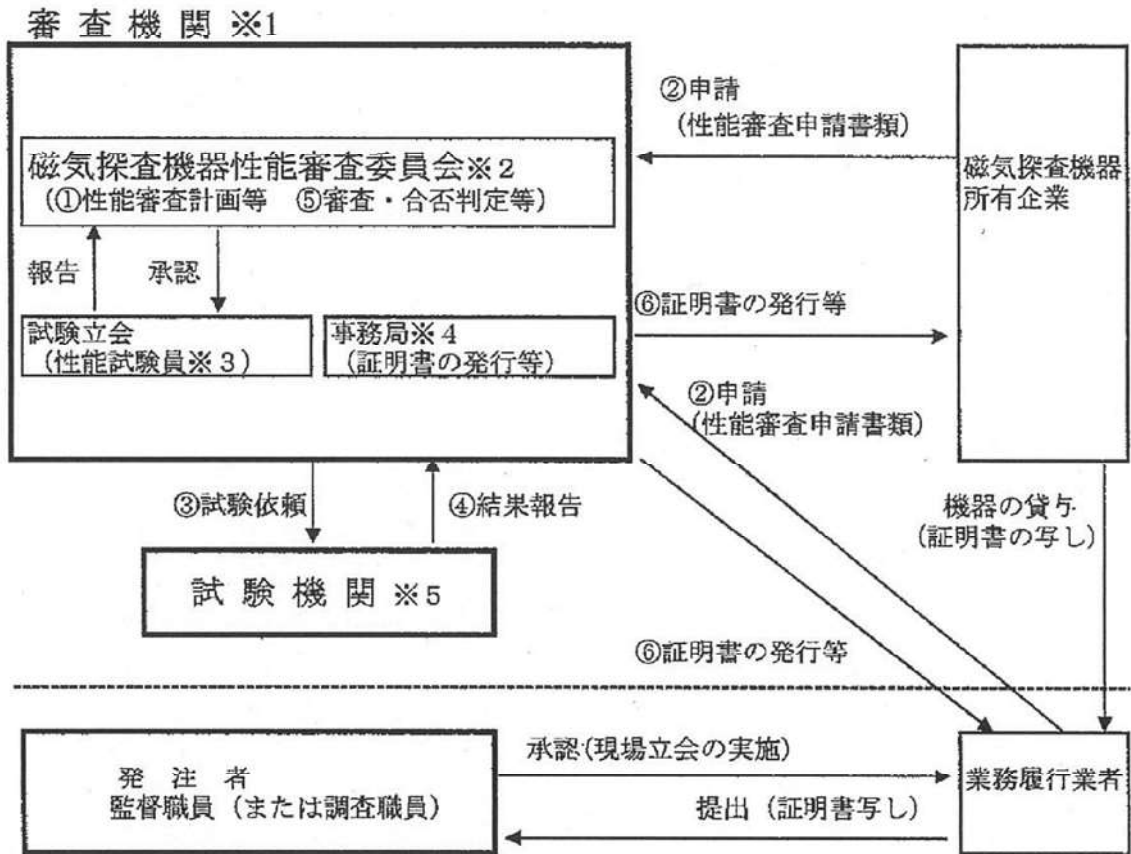 審 査 機 関 ※1
②申請
(性能審査申請書類)
磁気探査機器性能審査委員会※2
(①性能審査計画等 ⑤審査・合否判定等)
磁気探査機器
所有企業
報告
承認
⑥証明書の発行等
試験立会
(性能試験員※3)
事務局※4
(証明書の発行等)
②申請
(性能審査申請書類)
③試験依頼
④結果報告
機器の貸与
(証明書の写し)
試 験 機 関 ※5
⑥証明書の発行等
発 注 者
監督職員(または調査職員)
承認(現場立会の実施)
提出(証明書写し)
業務履行業者